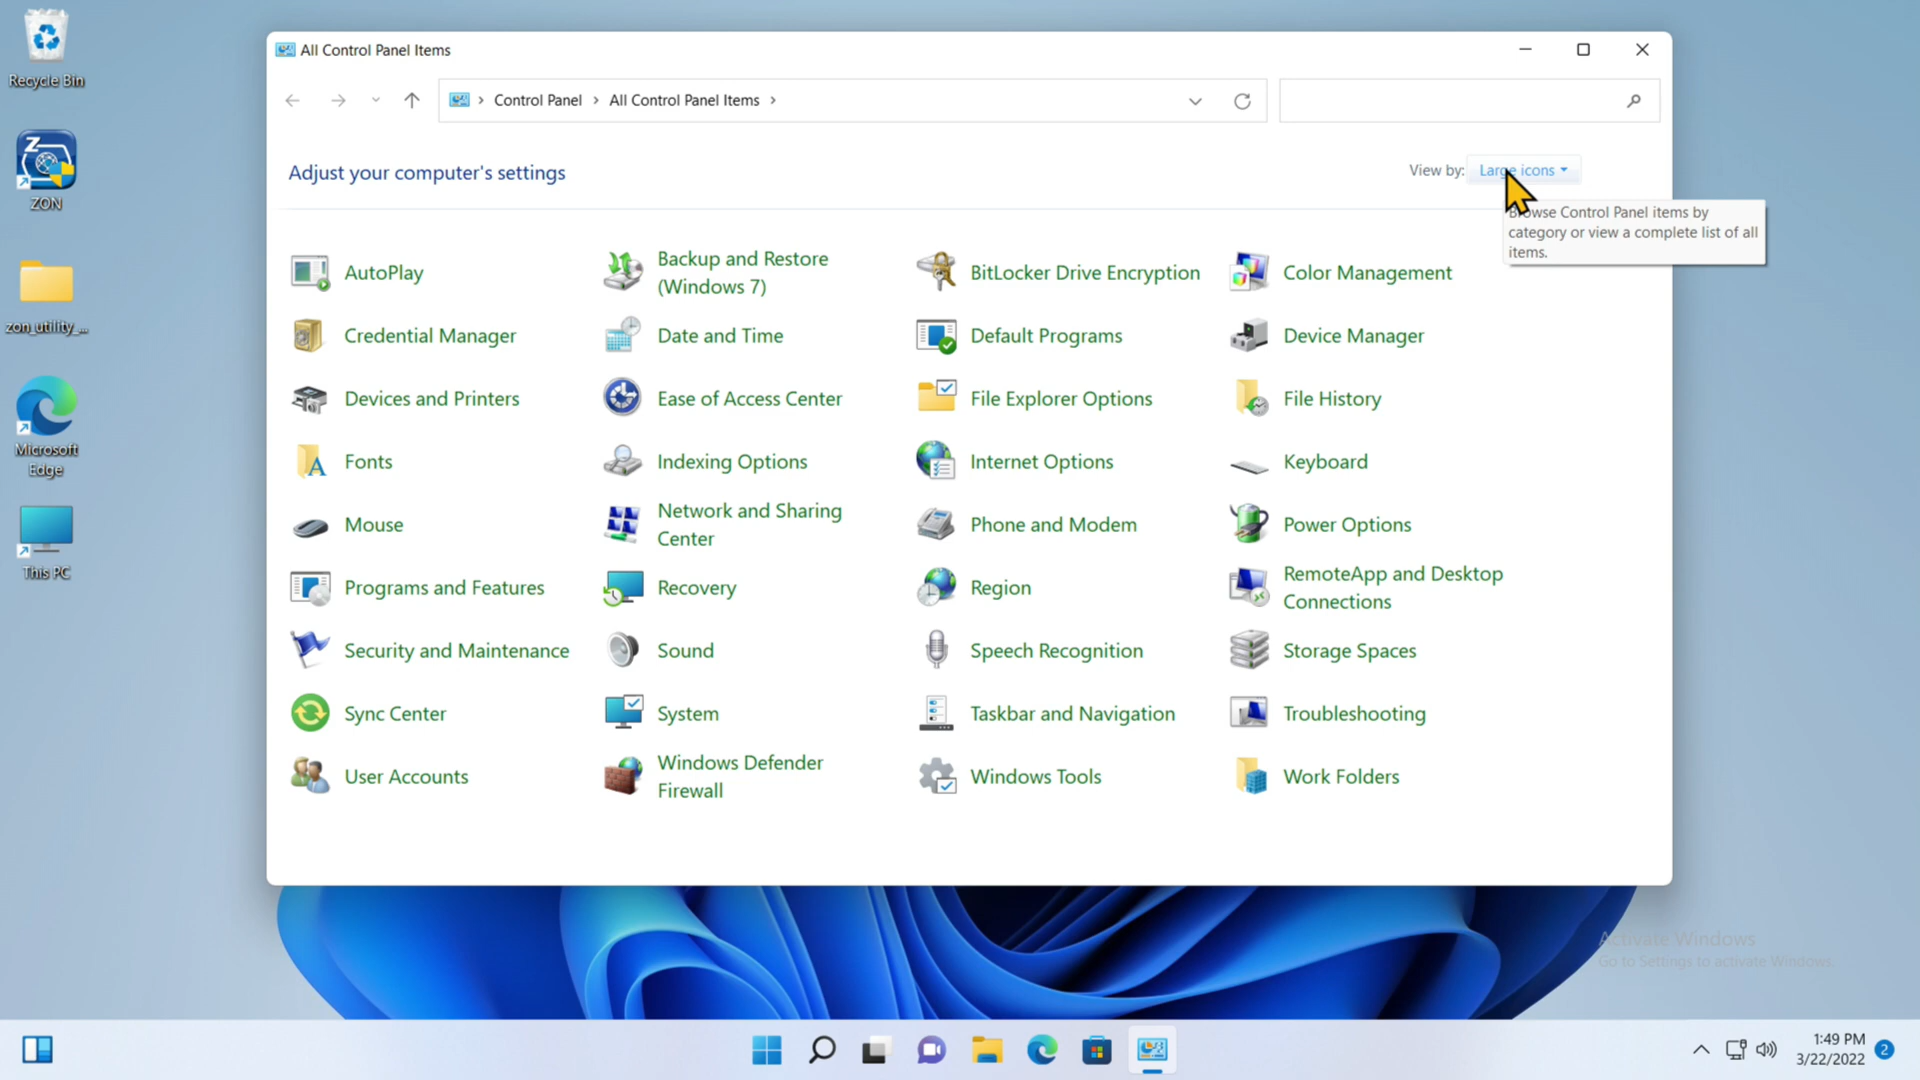 Recycle Bin
ZON
zon_utility_...
Microsoft
Edge
This PC
All Control Panel Items
Control Panel
All Control Panel Items
Adjust your computer's settings
View by:
Large icons
Browse Control Panel items by
category or view a complete list of all
items.
AutoPlay
Backup and Restore
(Windows 7)
BitLocker Drive Encryption
Color Management
Credential Manager
Date and Time
Default Programs
Device Manager
Devices and Printers
Ease of Access Center
File Explorer Options
File History
Fonts
Indexing Options
Internet Options
Keyboard
Mouse
Network and Sharing
Center
Phone and Modem
Power Options
Programs and Features
Recovery
Region
RemoteApp and Desktop
Connections
Security and Maintenance
Sound
Speech Recognition
Storage Spaces
Sync Center
System
Taskbar and Navigation
Troubleshooting
User Accounts
Windows Defender
Firewall
Windows Tools
Work Folders
Activate Windows
Go to Settings to activate Windows.
1:49 PM
3/22/2022
2